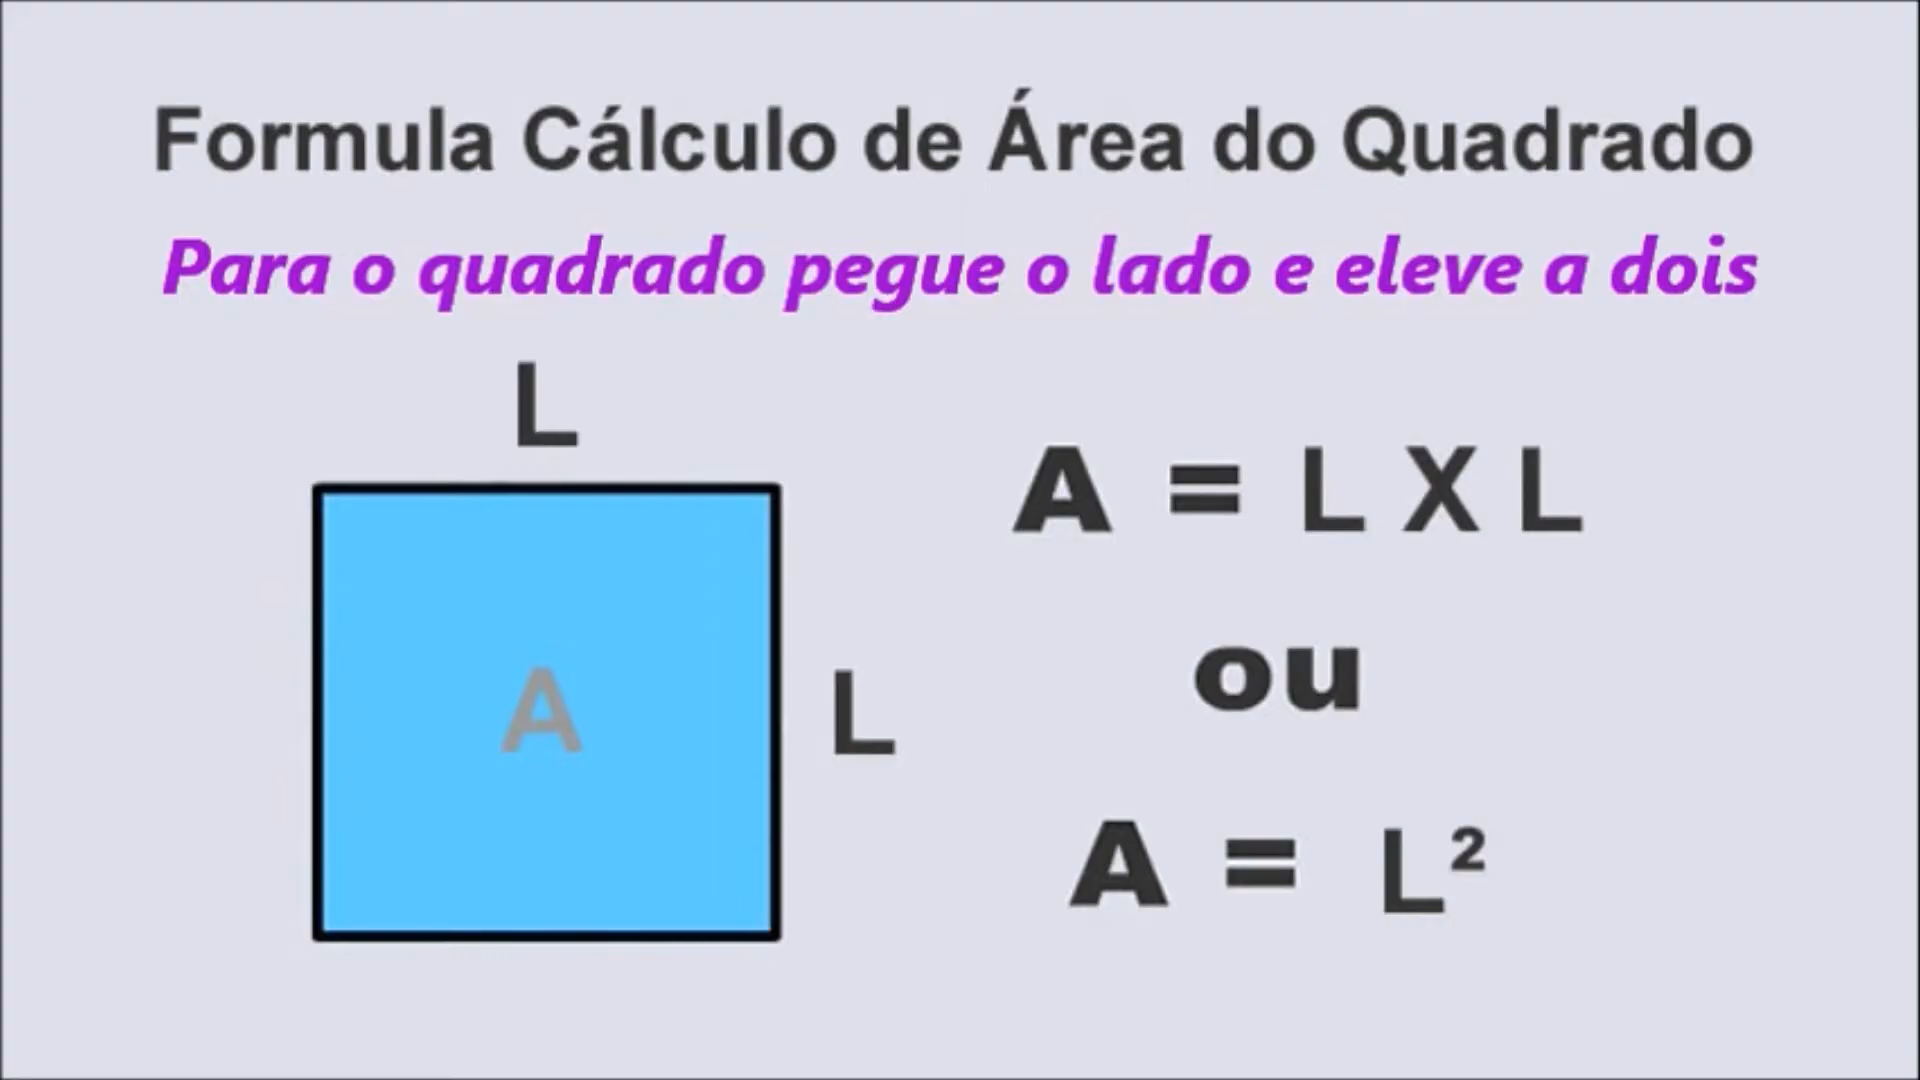 Formula Cálculo de Área do Quadrado
Para o quadrado pegue o lado e eleve a dois
L
A = L X L
ou
A
L
A = L²